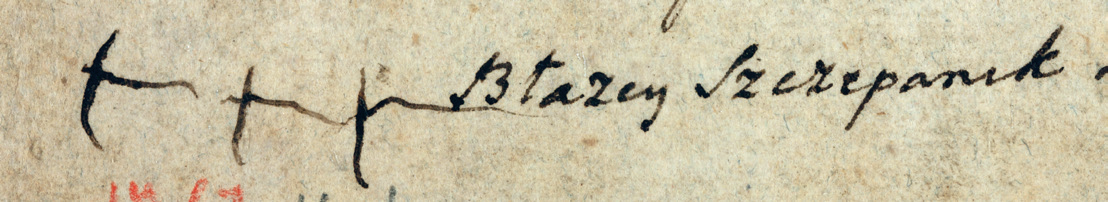 + + + Błazey Szczepanik